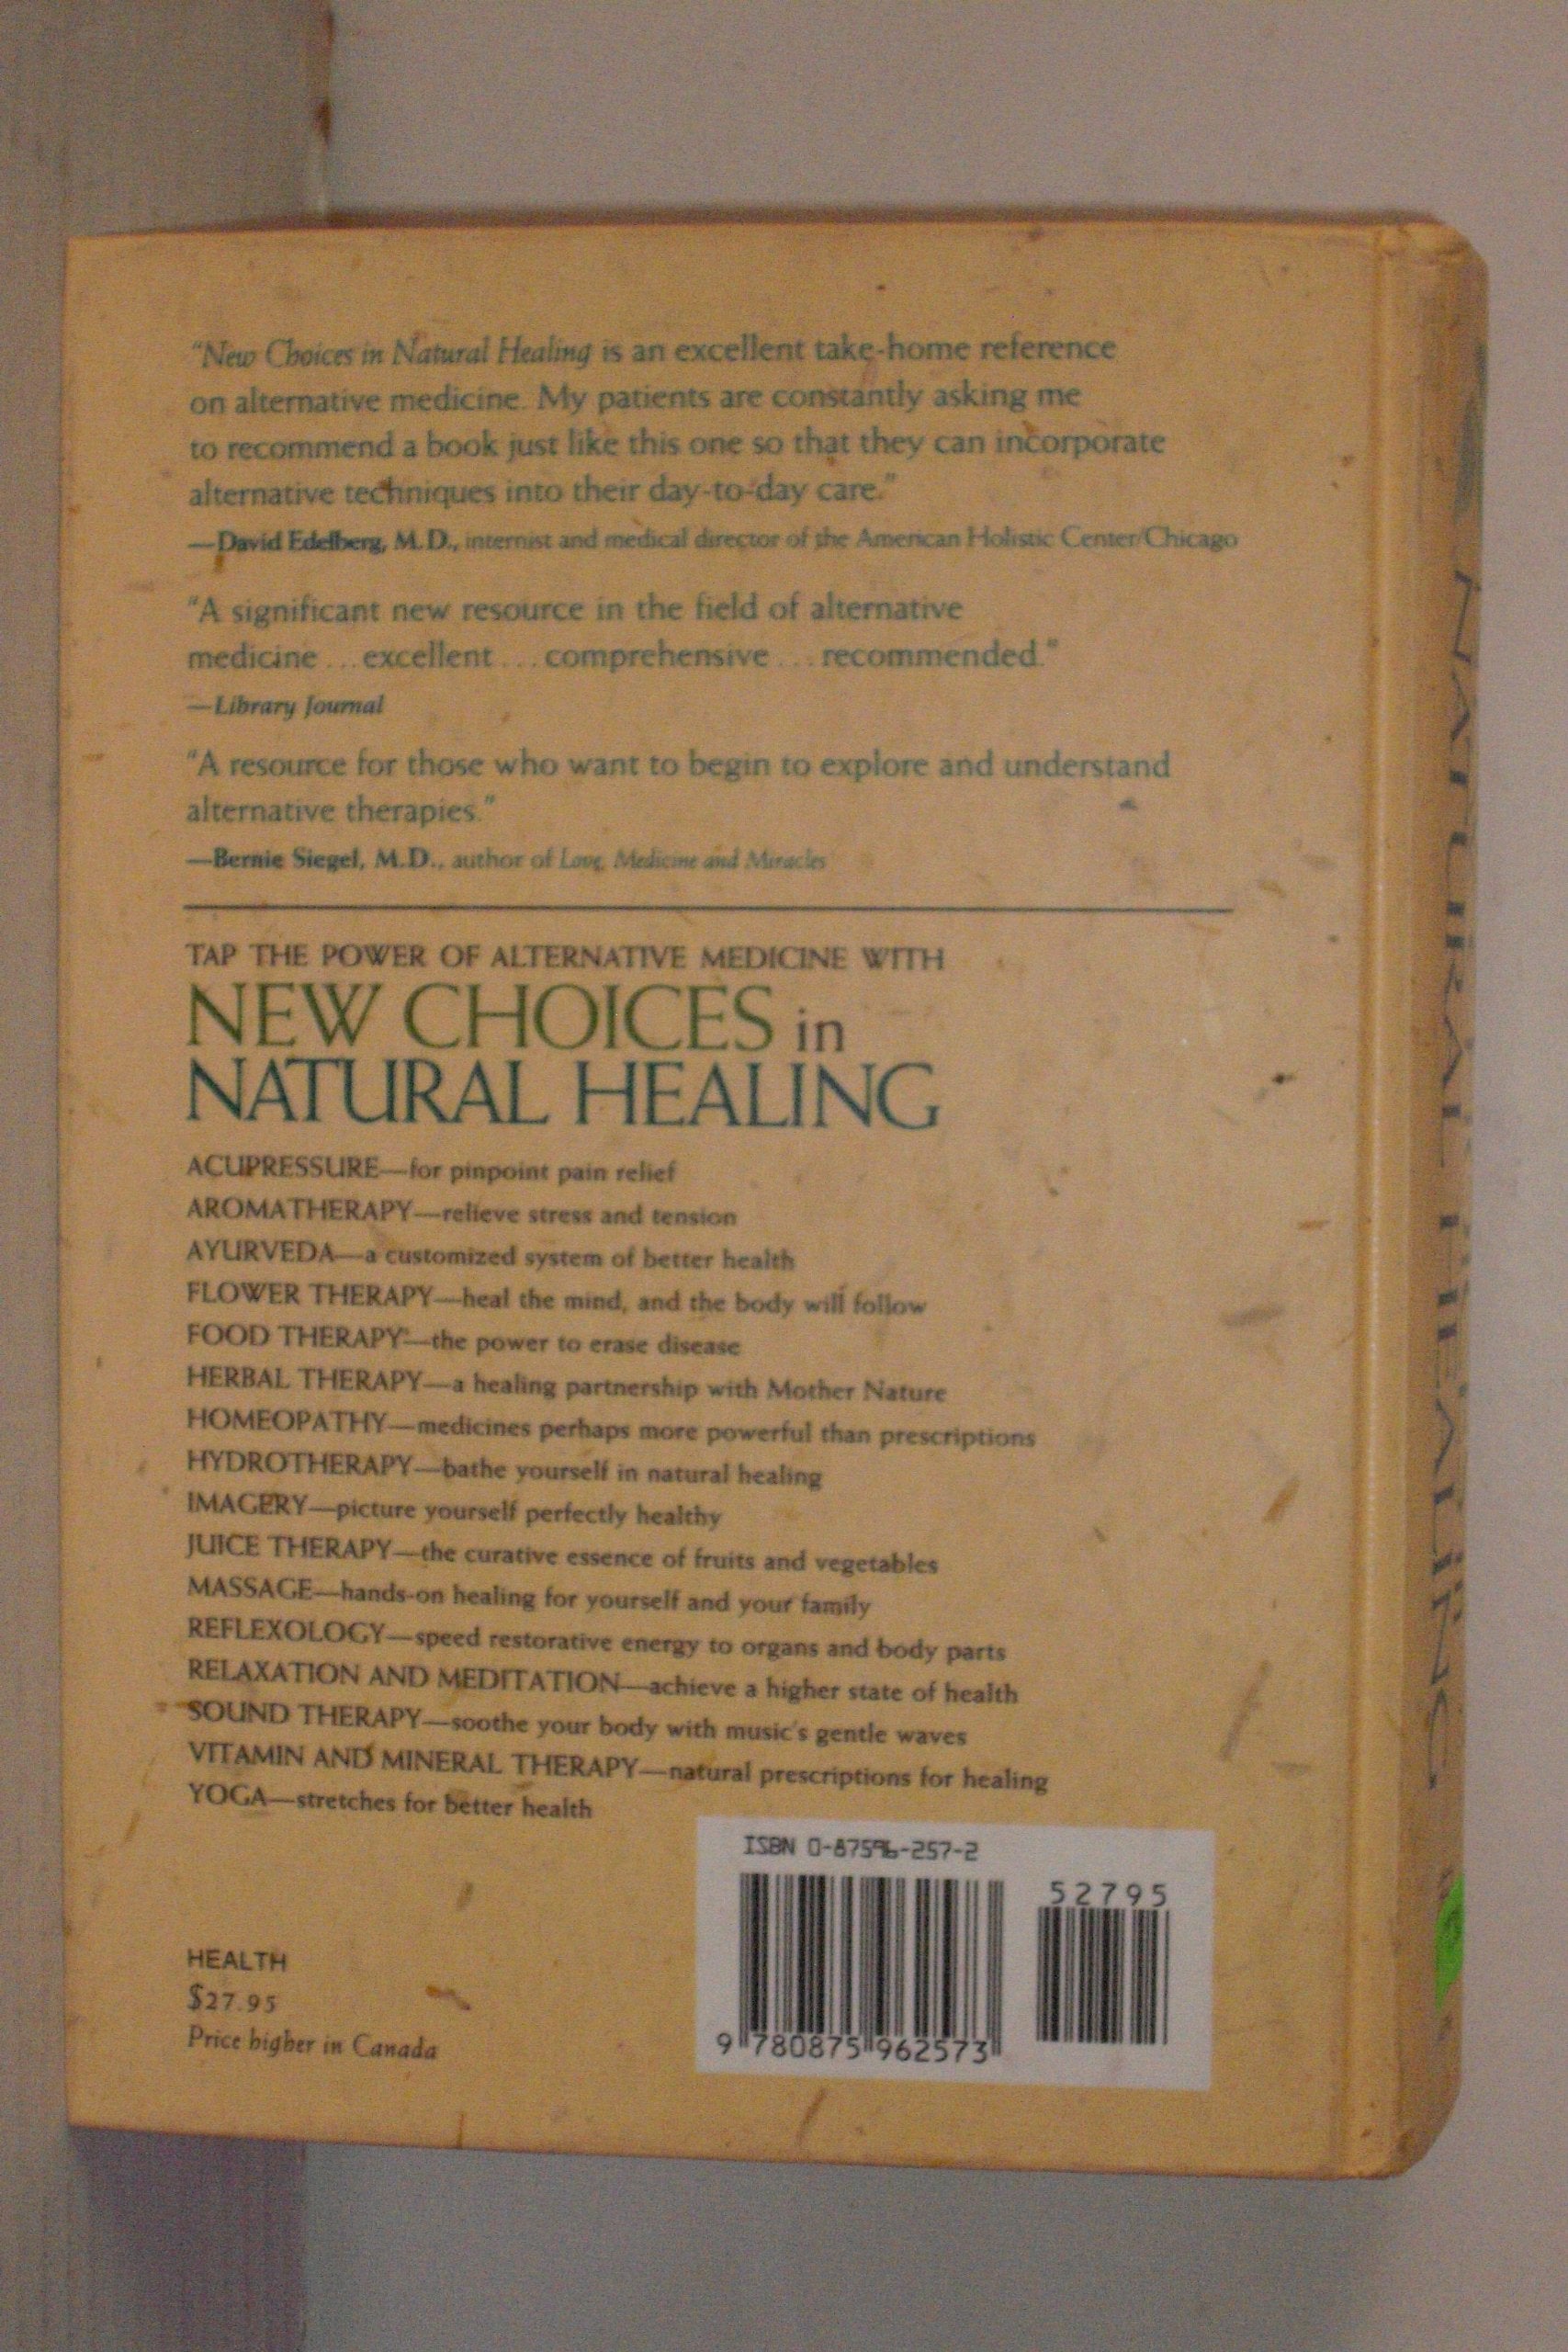 "New Choices in Natural Healing is an excellent take-home reference
on alternative medicine. My patients are constantly asking me
to recommend a book just like this one so that they can incorporate
alternative techniques into their day-to-day care."
—David Edelberg, M.D., internist and medical director of the American Holistic Center/Chicago
"A significant new resource in the field of alternative
medicine . . . excellent . . . comprehensive . . . recommended."
—Library Journal
"A resource for those who want to begin to explore and understand
alternative therapies."
—Bernie Siegel, M.D., author of Love, Medicine and Miracles
TAP THE POWER OF ALTERNATIVE MEDICINE WITH
NEW CHOICES in
NATURAL HEALING
ACUPRESSURE—for pinpoint pain relief
AROMATHERAPY—relieve stress and tension
AYURVEDA—a customized system of better health
FLOWER THERAPY—heal the mind, and the body will follow
FOOD THERAPY—the power to erase disease
HERBAL THERAPY—a healing partnership with Mother Nature
HOMEOPATHY—medicines perhaps more powerful than prescriptions
HYDROTHERAPY—bathe yourself in natural healing
IMAGERY—picture yourself perfectly healthy
JUICE THERAPY—the curative essence of fruits and vegetables
MASSAGE—hands-on healing for yourself and your family
REFLEXOLOGY—speed restorative energy to organs and body parts
RELAXATION AND MEDITATION—achieve a higher state of health
SOUND THERAPY—soothe your body with music's gentle waves
VITAMIN AND MINERAL THERAPY—natural prescriptions for healing
YOGA—stretches for better health
ISBN 0-87596-257-2
52795
9 780875 962573
HEALTH
$27.95
Price higher in Canada